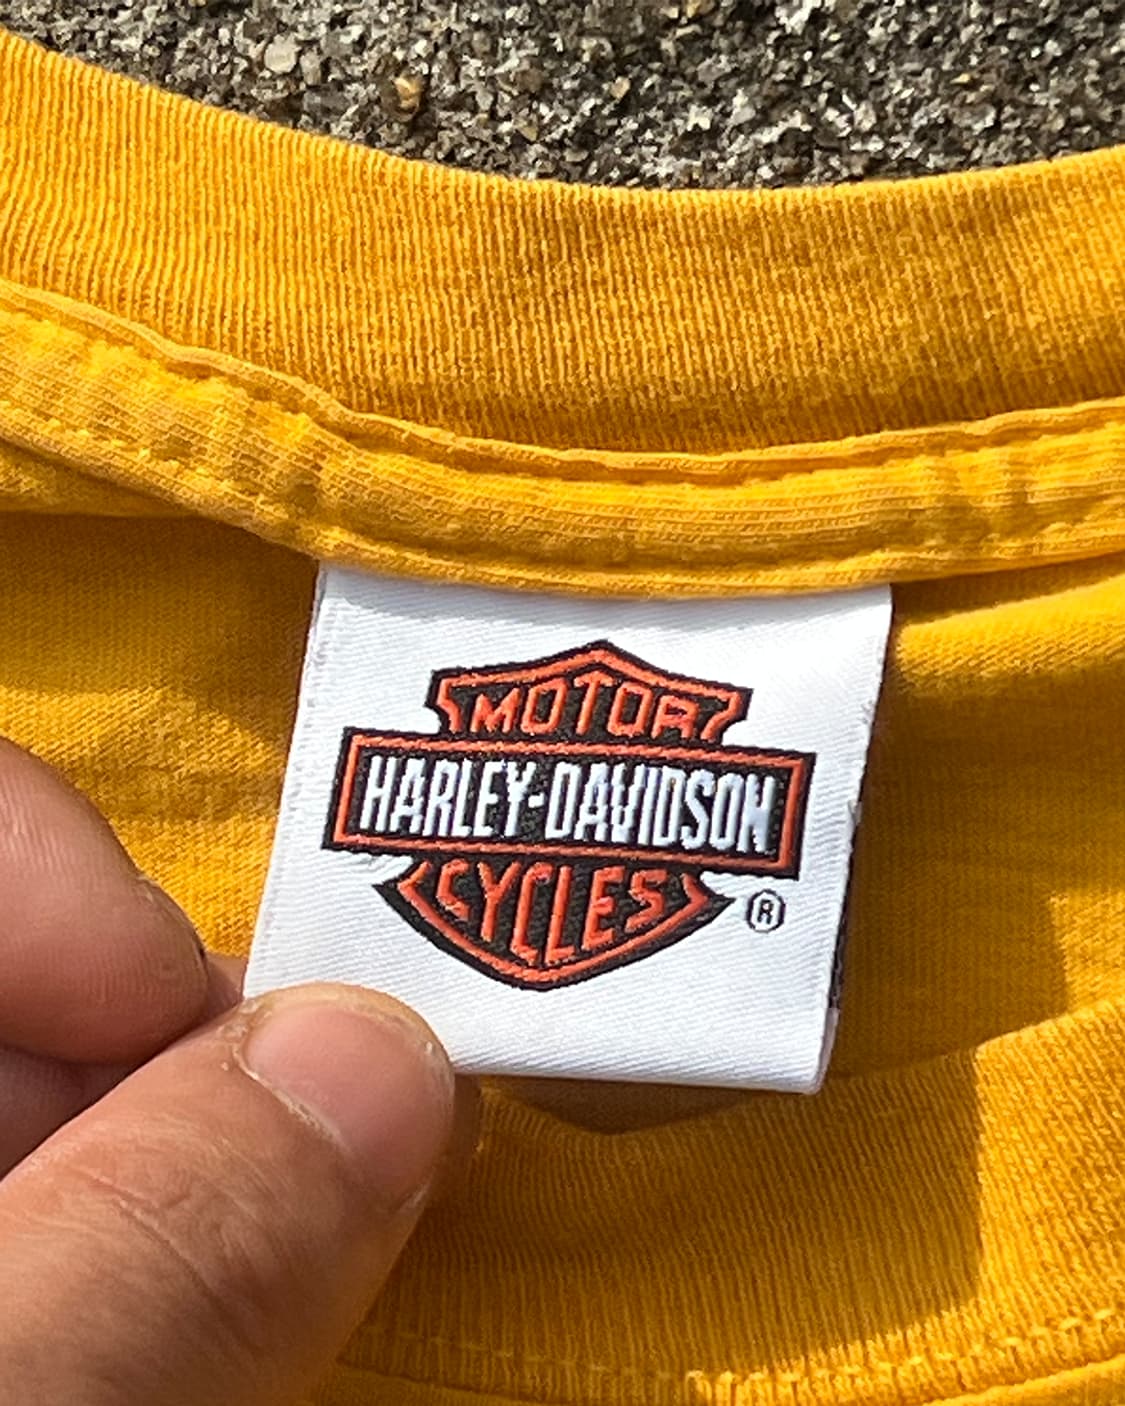 MOTOR
HARLEY-DAVIDSON
CYCLES
®